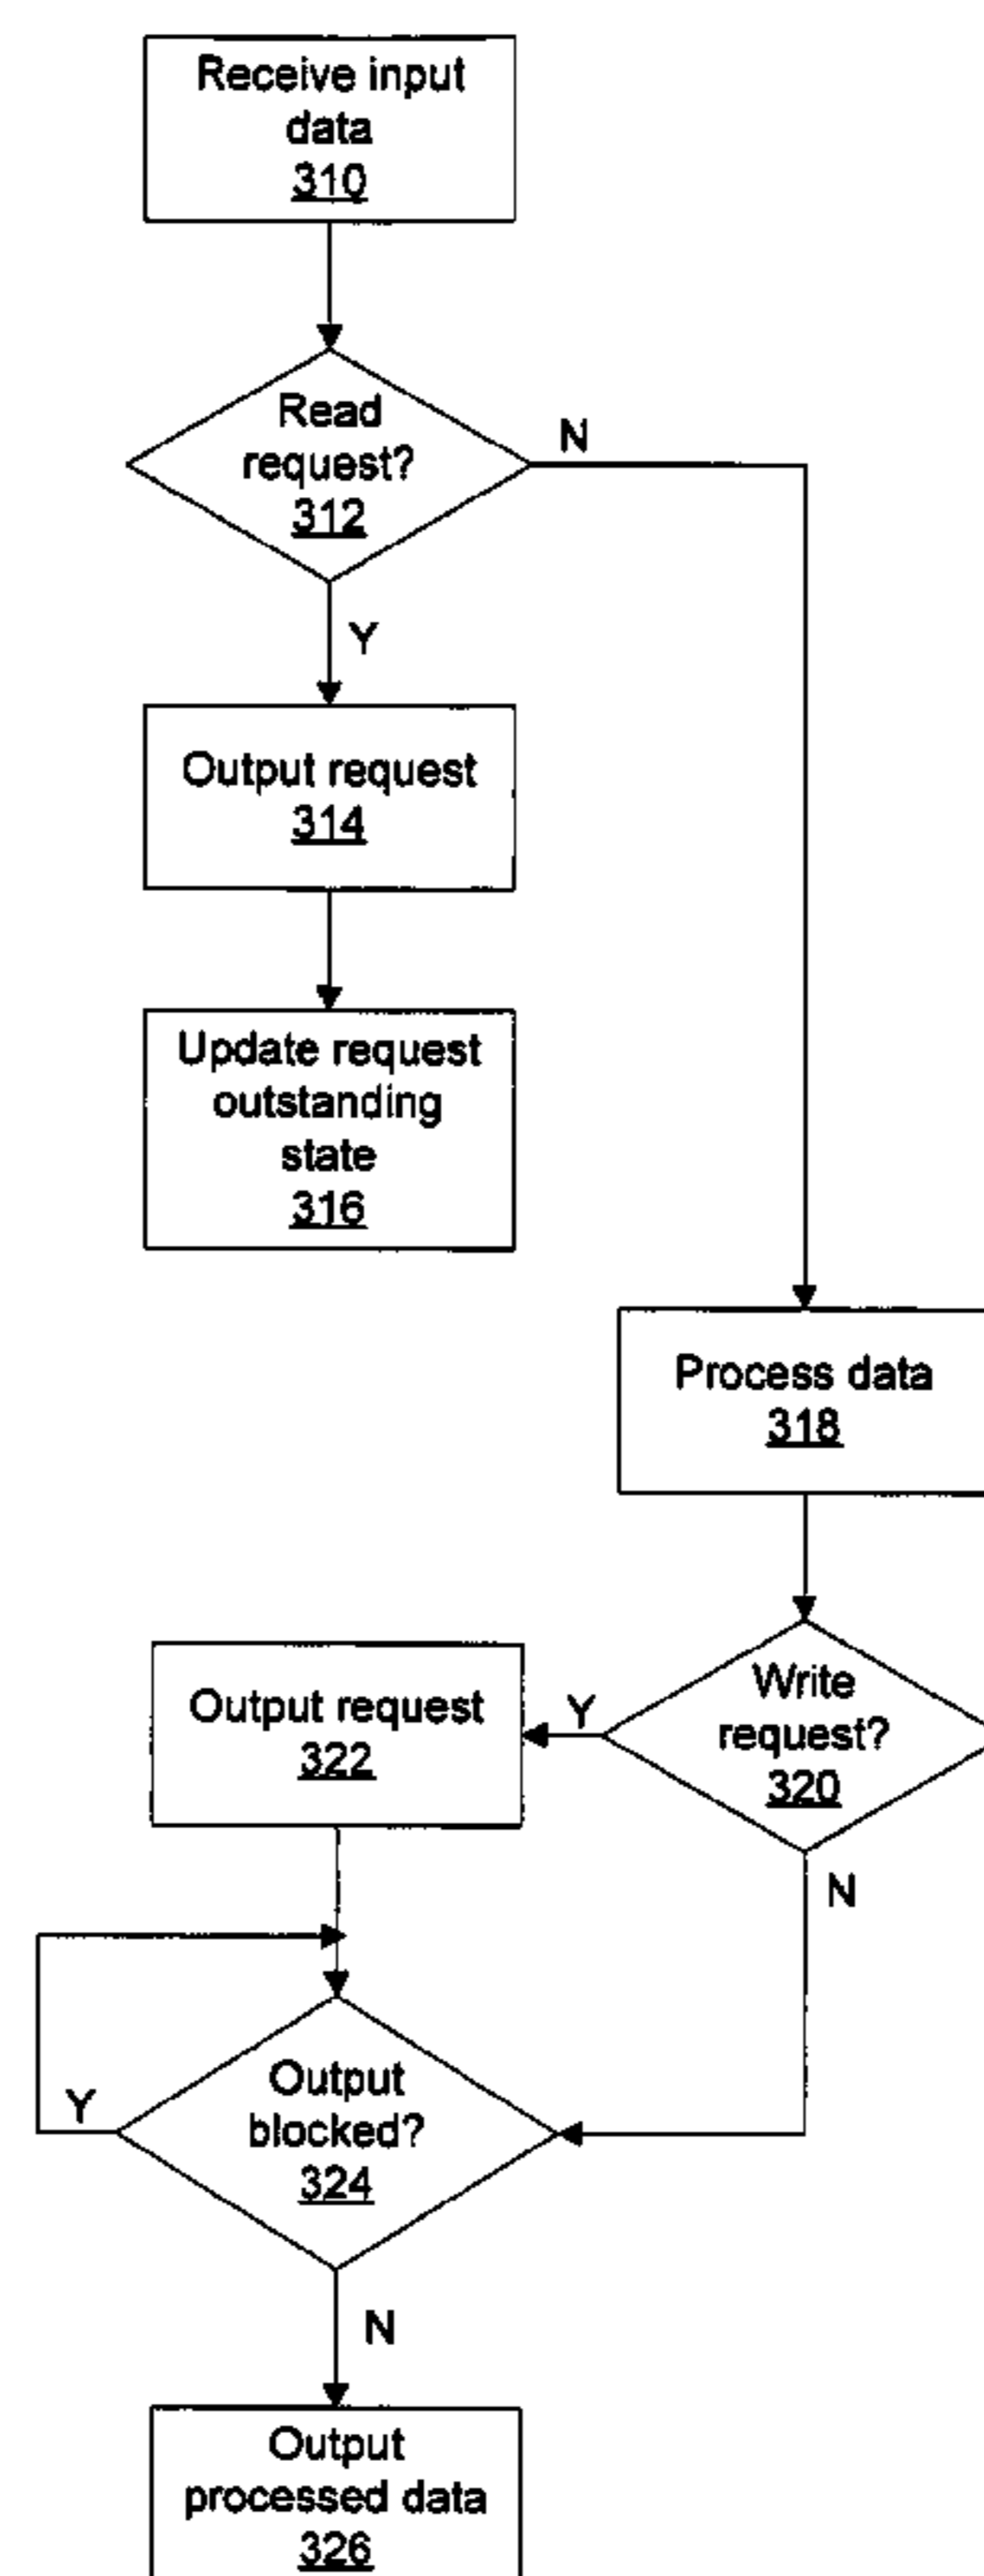 Receive input
data
310
Read
request?
312
N
Y
Output request
314
Update request
outstanding
state
316
Process data
318
Write
request?
320
Y
N
Output request
322
Output
blocked?
324
Y
N
Output
processed data
326